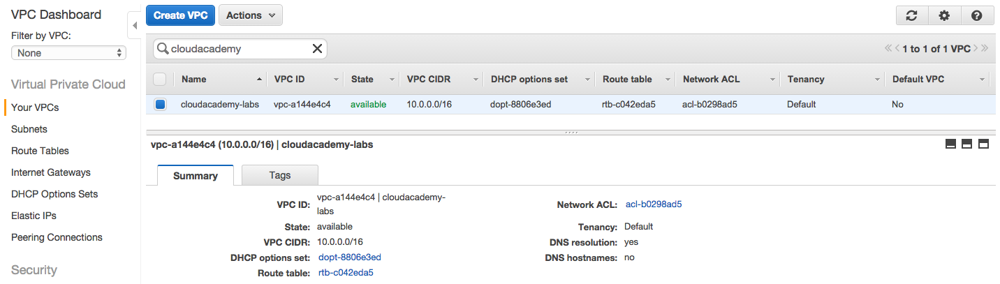 VPC Dashboard
Filter by VPC:
None
Virtual Private Cloud
Your VPCs
Subnets
Route Tables
Internet Gateways
DHCP Options Sets
Elastic IPs
Peering Connections
Security
Create VPC Actions
cloudacademy 1 to 1 of 1 VPC
Name VPC ID State VPC CIDR DHCP options set Route table Network ACL Tenancy Default VPC
cloudacademy-labs vpc-a144e4c4 available 10.0.0.0/16 dopt-8806e3ed rtb-c042eda5 acl-b0298ad5 Default No
vpc-a144e4c4 (10.0.0.0/16) | cloudacademy-labs
Summary Tags
VPC ID: vpc-a144e4c4 | cloudacademy-
labs
State: available
VPC CIDR: 10.0.0.0/16
DHCP options set: dopt-8806e3ed
Route table: rtb-c042eda5
Network ACL: acl-b0298ad5
Tenancy: Default
DNS resolution: yes
DNS hostnames: no